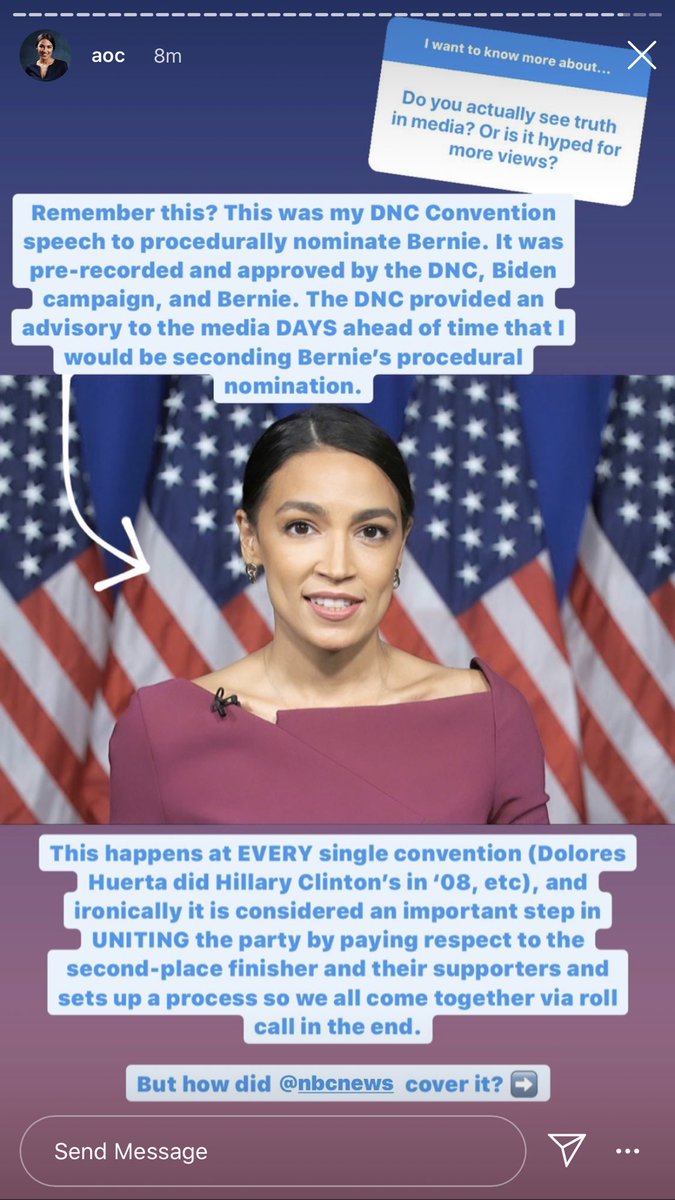 aoc 8m
I want to know more about...
Do you actually see truth
in media? Or is it hyped for
more views?
Remember this? This was my DNC Convention
speech to procedurally nominate Bernie. It was
pre-recorded and approved by the DNC, Biden
campaign, and Bernie. The DNC provided an
advisory to the media DAYS ahead of time that I
would be seconding Bernie’s procedural
nomination.
This happens at EVERY single convention (Dolores
Huerta did Hillary Clinton’s in ‘08, etc), and
ironically it is considered an important step in
UNITING the party by paying respect to the
second-place finisher and their supporters and
sets up a process so we all come together via roll
call in the end.
But how did @nbcnews cover it? ➡️
Send Message